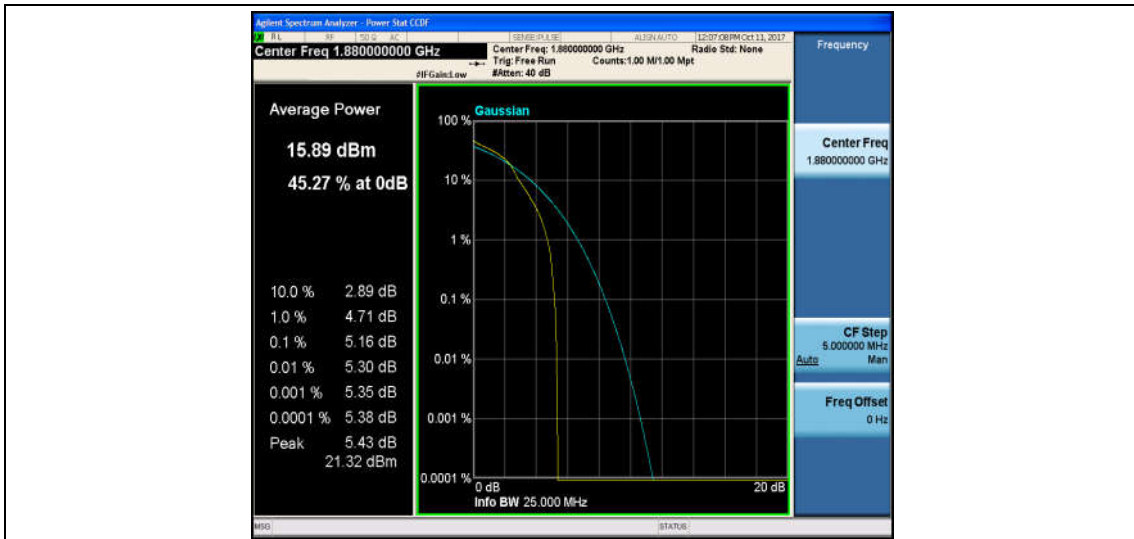 Agilent Spectrum Analyzer - Power Stat CCDF
RL RF 50 Ω AC SENSE:PULSE ALIGN AUTO 12:07:08 PM Oct 11, 2017
Center Freq 1.880000000 GHz
Center Freq: 1.880000000 GHz Radio Std: None
Trig: Free Run Counts:1.00 M/1.00 Mpt
#IFGain:Low #Atten: 40 dB
Frequency
Average Power
15.89 dBm
45.27 % at 0dB
10.0 % 2.89 dB
1.0 % 4.71 dB
0.1 % 5.16 dB
0.01 % 5.30 dB
0.001 % 5.35 dB
0.0001 % 5.38 dB
Peak 5.43 dB
21.32 dBm
Gaussian
100 %
10 %
1 %
0.1 %
0.01 %
0.001 %
0.0001 %
0 dB 20 dB
Info BW 25.000 MHz
Center Freq
1.880000000 GHz
CF Step
5.000000 MHz
Auto Man
Freq Offset
0 Hz
MSG STATUS